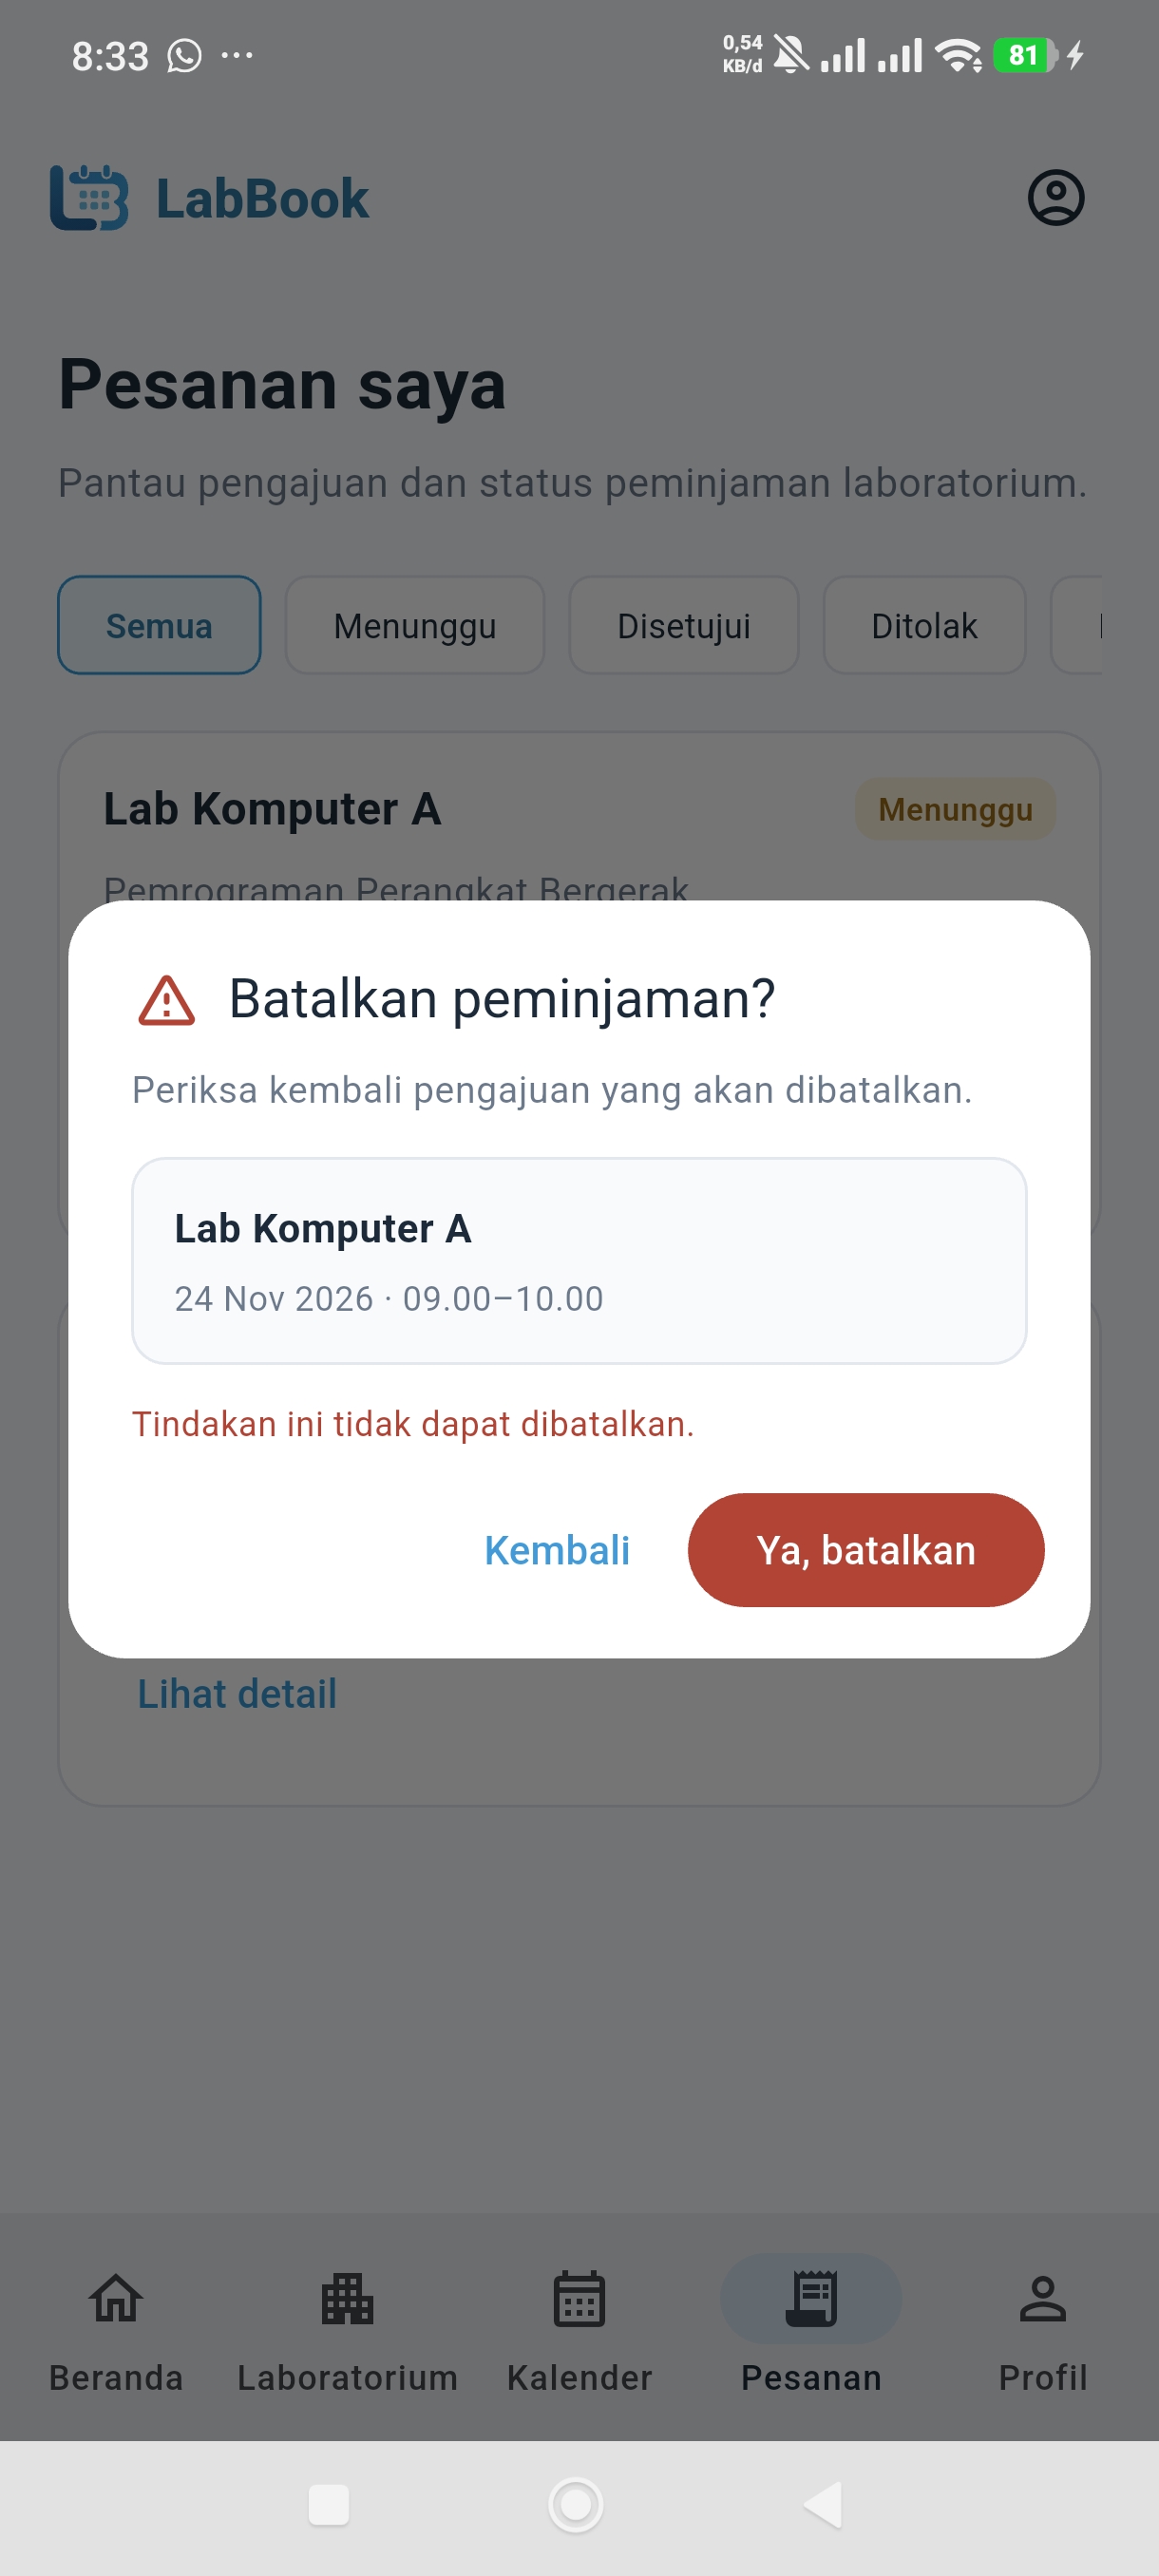 8:33
0,54
KB/d
81
LabBook
Pesanan saya
Pantau pengajuan dan status peminjaman laboratorium.
Semua
Menunggu
Disetujui
Ditolak
Lab Komputer A
Menunggu
Pemrograman Perangkat Bergerak
Batalkan peminjaman?
Periksa kembali pengajuan yang akan dibatalkan.
Lab Komputer A
24 Nov 2026 · 09.00–10.00
Tindakan ini tidak dapat dibatalkan.
Kembali
Ya, batalkan
Lihat detail
Beranda
Laboratorium
Kalender
Pesanan
Profil